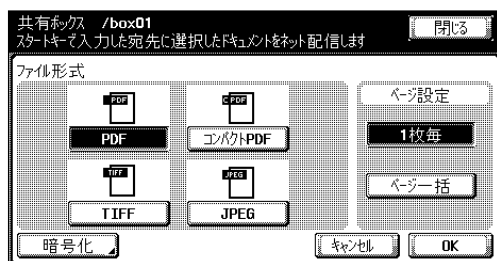 共有ボックス /box01
閉じる
スタートキーで入力した宛先に選択したドキュメントをネット配信します
ファイル形式
ページ設定
PDF
C PDF
PDF
コンパクトPDF
1枚毎
TIFF
JPEG
ページ一括
TIFF
JPEG
暗号化
キャンセル
OK